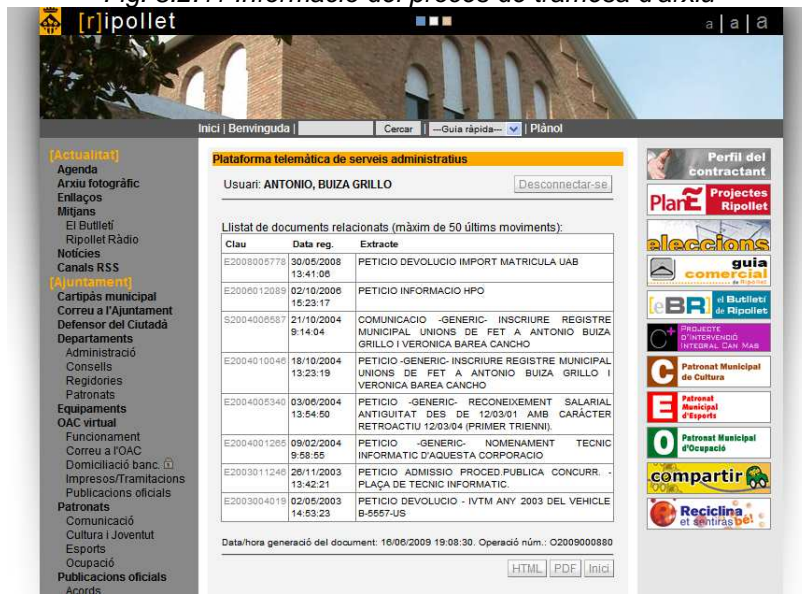 Fig. 3.2.11 Informació del procés de tramesa d'arxiu
[r]ipollet
a | a | a
Inici | Benvinguda | Cercar | ---Guia ràpida--- | Plànol
[Actualitat]
Agenda
Arxiu fotogràfic
Enllaços
Mitjans
El Butlletí
Ripollet Ràdio
Notícies
Canals RSS
[Ajuntament]
Cartipàs municipal
Correu a l'Ajuntament
Defensor del Ciutadà
Departaments
Administració
Consells
Regidories
Patronats
Equipaments
OAC virtual
Funcionament
Correu a l'OAC
Domiciliació banc.
Impresos/Tramitacions
Publicacions oficials
Patronats
Comunicació
Cultura i Joventut
Esports
Ocupació
Publicacions oficials
Acords
Plataforma telemàtica de serveis administratius
Usuari: ANTONIO, BUIZA GRILLO
Desconnectar-se
Llistat de documents relacionats (màxim de 50 últims moviments):
Clau Data reg. Extracte
E2008005778 30/05/2008 PETICIO DEVOLUCIO IMPORT MATRICULA UAB
13:41:06
E2006012089 02/10/2006 PETICIO INFORMACIO HPO
15:23:17
S2004006587 21/10/2004 COMUNICACIO -GENERIC- INSCRIURE REGISTRE
9:14:04 MUNICIPAL UNIONS DE FET A ANTONIO BUIZA
GRILLO I VERONICA BAREA CANCHO
E2004010046 18/10/2004 PETICIO -GENERIC- INSCRIURE REGISTRE MUNICIPAL
13:23:19 UNIONS DE FET A ANTONIO BUIZA GRILLO I
VERONICA BAREA CANCHO
E2004005340 03/06/2004 PETICIO -GENERIC- RECONEIXEMENT SALARIAL
13:54:50 ANTIGUITAT DES DE 12/03/01 AMB CARÀCTER
RETROACTIU 12/03/04 (PRIMER TRIENNI).
E2004001265 09/02/2004 PETICIO -GENERIC- NOMENAMENT TECNIC
9:58:55 INFORMATIC D'AQUESTA CORPORACIO
E2003011246 26/11/2003 PETICIO ADMISSIO PROCED.PUBLICA CONCURR. -
13:42:21 PLAÇA DE TECNIC INFORMATIC.
E2003004019 02/05/2003 PETICIO DEVOLUCIO - IVTM ANY 2003 DEL VEHICLE
14:53:23 B-5557-US
Data/hora generació del document: 16/06/2009 19:08:30. Operació núm.: O2009000880
HTML PDF Inici
Perfil del
contractant
PlanE Projectes
Ripollet
eleccions
guia
comercial
de Ripollet
[eBR] el Butlletí
de Ripollet
C+ PROJECTE
D'INTERVENCIÓ
INTEGRAL CAN MAS
C Patronat Municipal
de Cultura
E Patronat
Municipal
d'Esports
O Patronat Municipal
d'Ocupació
compartir
Reciclina
et sentiràs bé!